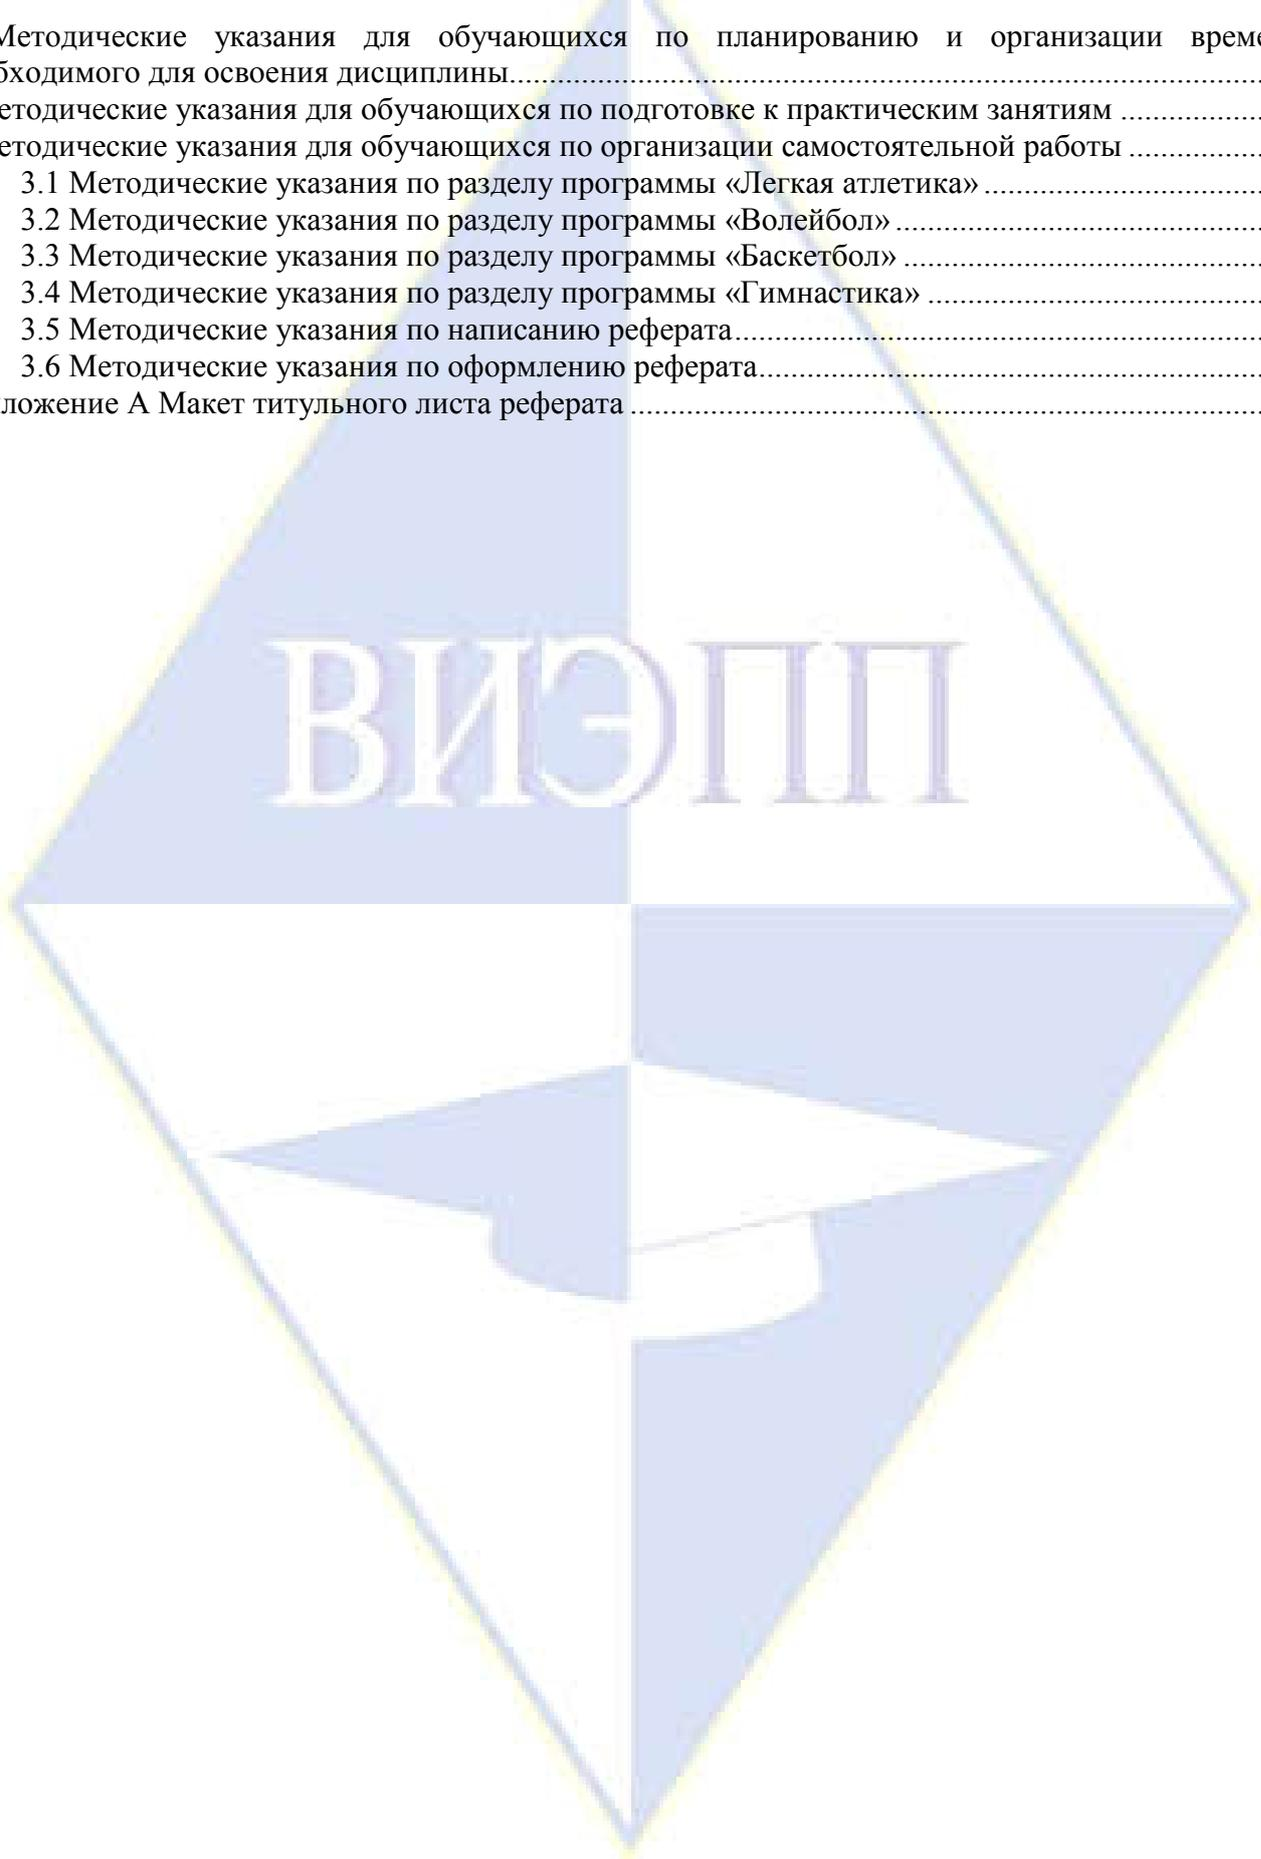 Методические указания для обучающихся по планированию и организации време
бходимого для освоения дисциплины
етодические указания для обучающихся по подготовке к практическим занятиям
етодические указания для обучающихся по организации самостоятельной работы
3.1 Методические указания по разделу программы «Легкая атлетика»
3.2 Методические указания по разделу программы «Волейбол»
3.3 Методические указания по разделу программы «Баскетбол»
3.4 Методические указания по разделу программы «Гимнастика»
3.5 Методические указания по написанию реферата
3.6 Методические указания по оформлению реферата
ложение А Макет титульного листа реферата
ВИЭПП